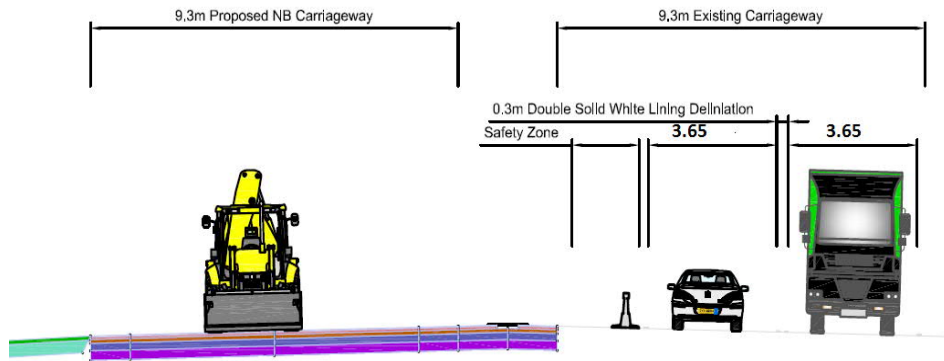 9.3m Proposed NB Carriageway
9.3m Existing Carriageway
0.3m Double Solid White Lining Deliniation
Safety Zone
3.65
3.65